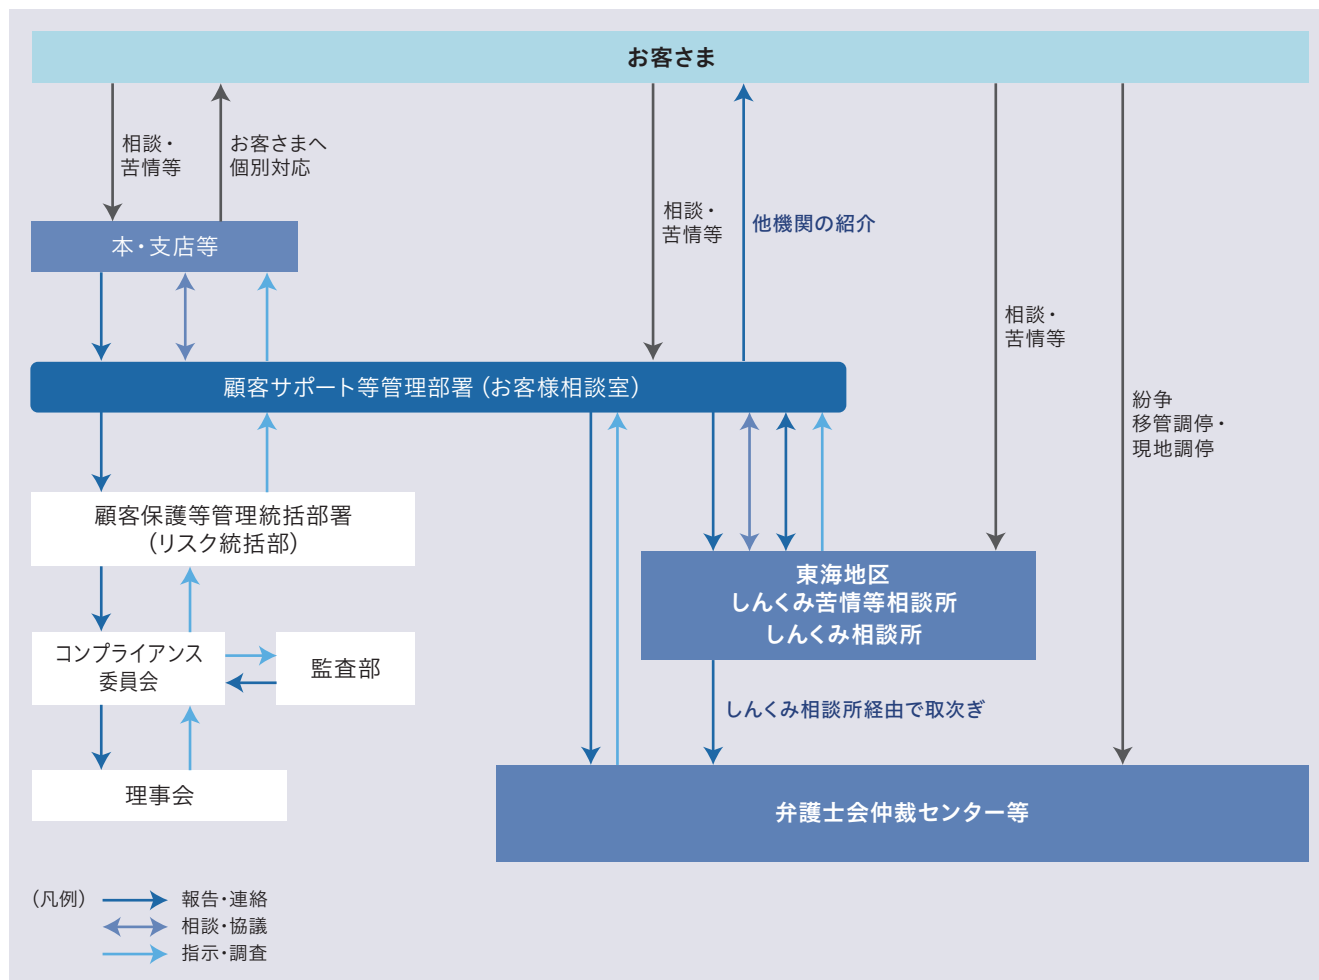 お客さま
相談・
苦情等
お客さまへ
個別対応
相談・
苦情等
他機関の紹介
相談・
苦情等
紛争
移管調停・
現地調停
本・支店等
顧客サポート等管理部署（お客様相談室）
顧客保護等管理統括部署
（リスク統括部）
コンプライアンス
委員会
監査部
理事会
東海地区
しんくみ苦情等相談所
しんくみ相談所
しんくみ相談所経由で取次ぎ
弁護士会仲裁センター等
（凡例）
報告・連絡
相談・協議
指示・調査